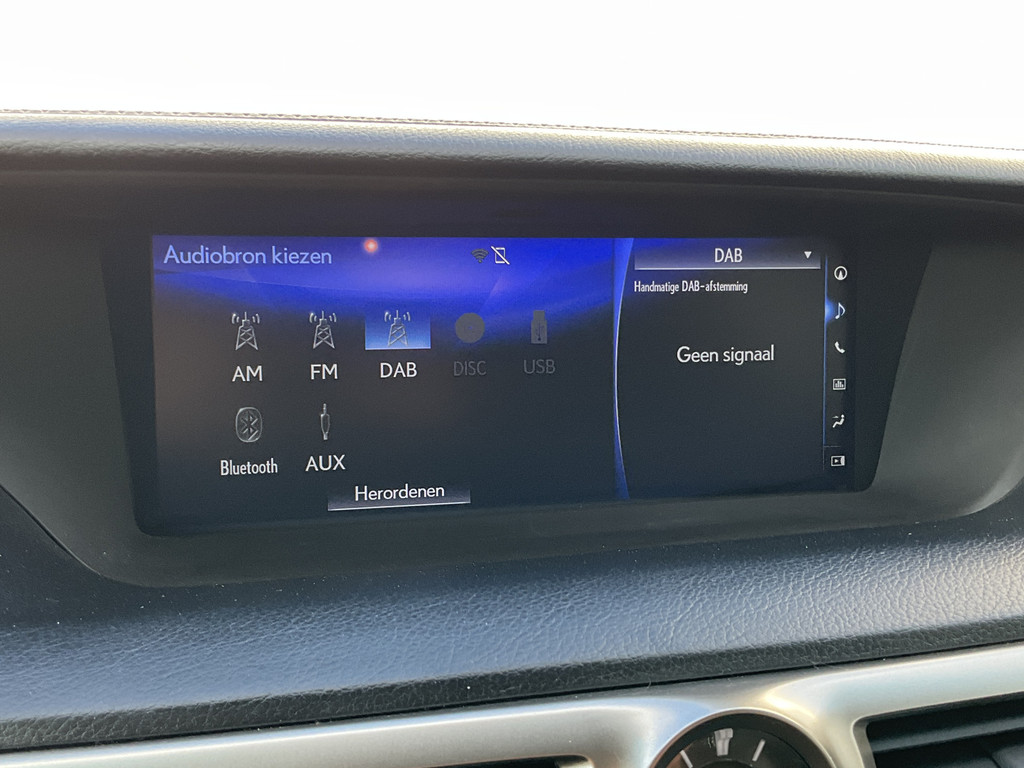 Audiobron kiezen
AM
FM
DAB
DISC
USB
Bluetooth
AUX
Herordenen
DAB
Handmatige DAB-afstemming
Geen signaal